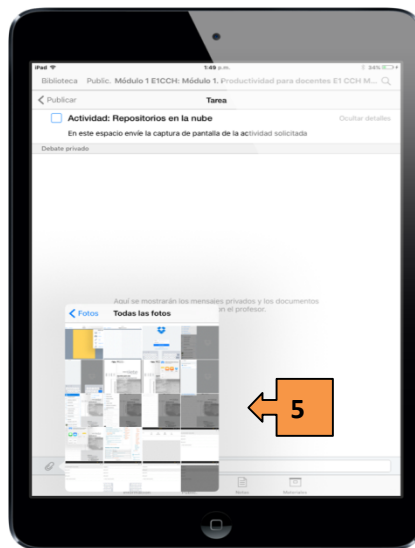 iPad 1:49 p.m. 34%
Biblioteca Public. Módulo 1 E1CCH: Módulo 1. Productividad para docentes E1 CCH M...
Publicar Tarea
Actividad: Repositorios en la nube Ocultar detalles
En este espacio envíe la captura de pantalla de la actividad solicitada
Debate privado
Aquí se mostrarán los mensajes privados y los documentos
en el profesor.
Fotos Todas las fotos
5
Notas Materiales